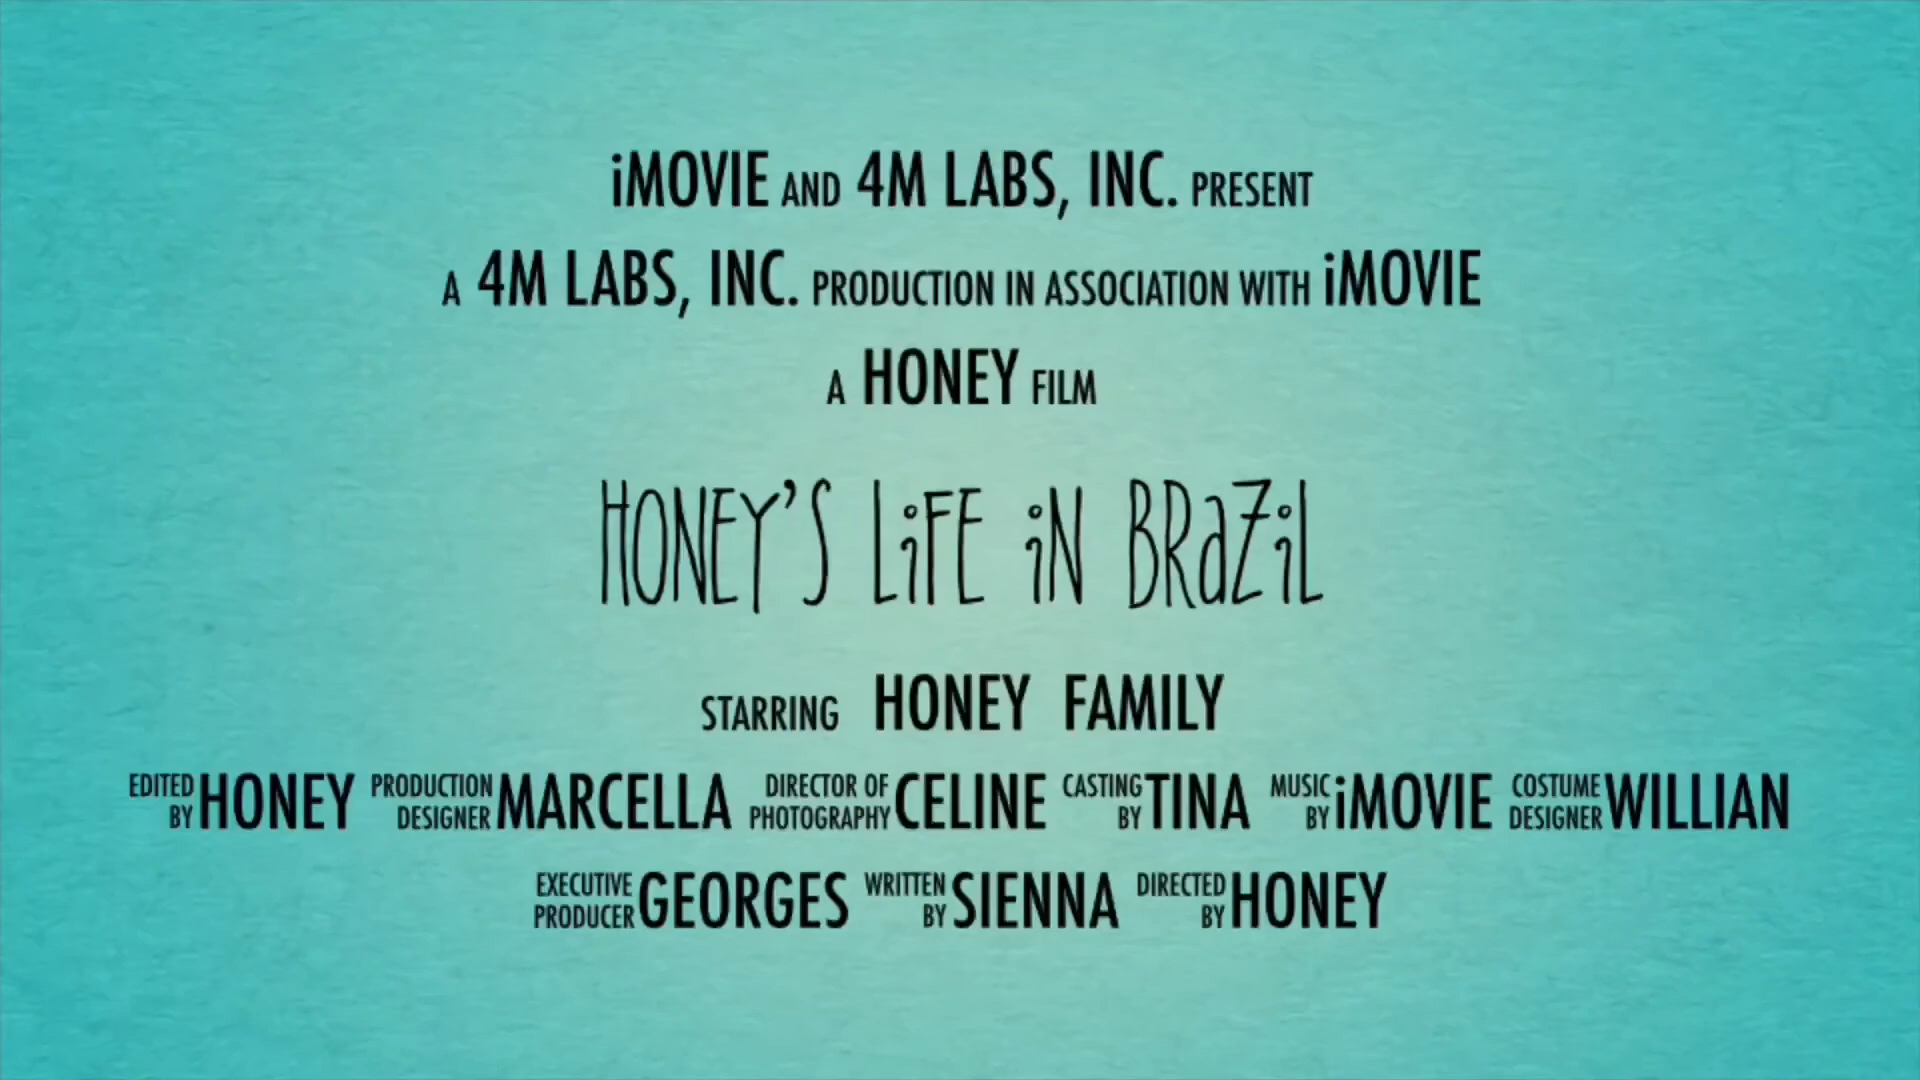 iMOVIE AND 4M LABS, INC. PRESENT
A 4M LABS, INC. PRODUCTION IN ASSOCIATION WITH iMOVIE
A HONEY FILM
HONEY'S LiFE iN BRaZiL
STARRING HONEY FAMILY
EDITED BY HONEY PRODUCTION DESIGNER MARCELLA DIRECTOR OF PHOTOGRAPHY CELINE CASTING BY TINA MUSIC BY iMOVIE COSTUME DESIGNER WILLIAN
EXECUTIVE PRODUCER GEORGES WRITTEN BY SIENNA DIRECTED BY HONEY